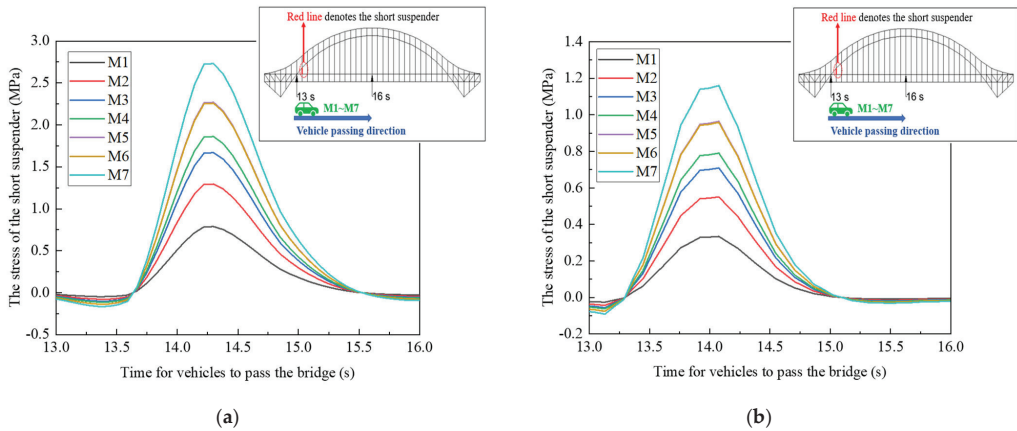 Red line denotes the short suspender
13 s
16 s
M1~M7
Vehicle passing direction
M1
M2
M3
M4
M5
M6
M7
3.0
2.5
2.0
1.5
1.0
0.5
0.0
-0.5
The stress of the short suspender (MPa)
13.0 13.5 14.0 14.5 15.0 15.5 16.0
Time for vehicles to pass the bridge (s)
(a)
Red line denotes the short suspender
13 s
16 s
M1~M7
Vehicle passing direction
M1
M2
M3
M4
M5
M6
M7
1.4
1.2
1.0
0.8
0.6
0.4
0.2
0.0
-0.2
The stress of the short suspender (MPa)
13.0 13.5 14.0 14.5 15.0 15.5 16.0
Time for vehicles to pass the bridge (s)
(b)